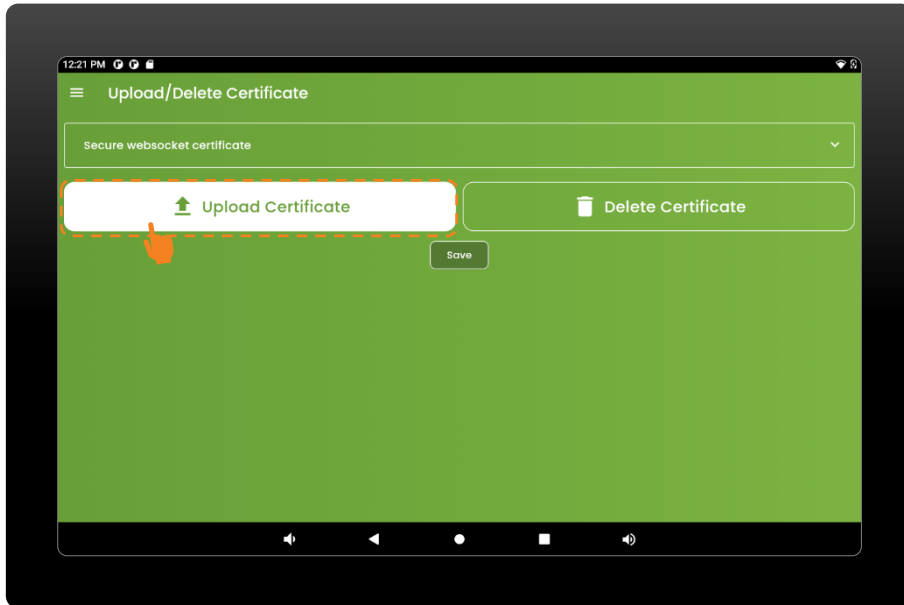 12:21 PM
Upload/Delete Certificate
Secure websocket certificate
Upload Certificate
Delete Certificate
Save